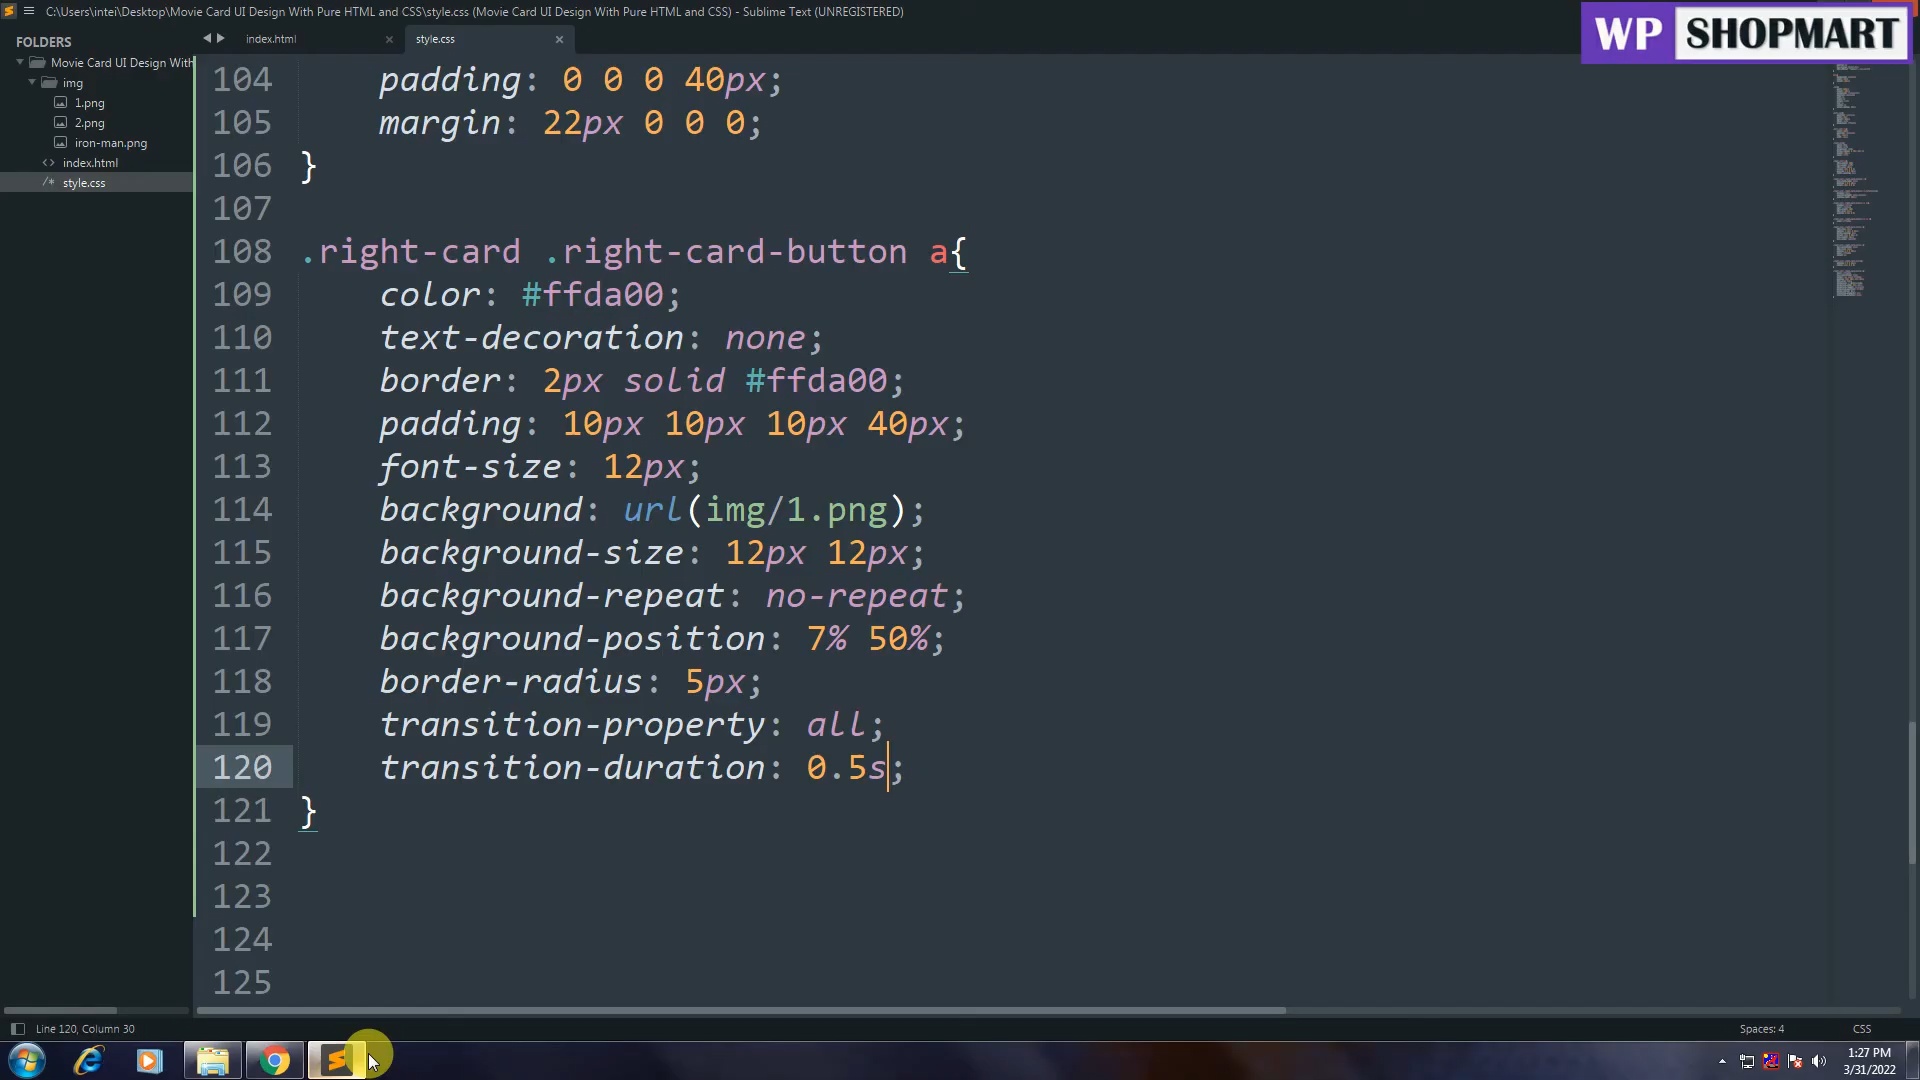 C:\Users\intei\Desktop\Movie Card UI Design With Pure HTML and CSS\style.css (Movie Card UI Design With Pure HTML and CSS) - Sublime Text (UNREGISTERED)
WP SHOPMART
FOLDERS
Movie Card UI Design With
img
1.png
2.png
iron-man.png
index.html
style.css
index.html
style.css
104 padding: 0 0 0 40px;
105 margin: 22px 0 0 0;
106 }
107
108 .right-card .right-card-button a{
109 color: #ffda00;
110 text-decoration: none;
111 border: 2px solid #ffda00;
112 padding: 10px 10px 10px 40px;
113 font-size: 12px;
114 background: url(img/1.png);
115 background-size: 12px 12px;
116 background-repeat: no-repeat;
117 background-position: 7% 50%;
118 border-radius: 5px;
119 transition-property: all;
120 transition-duration: 0.5s;
121 }
122
123
124
125
Line 120, Column 30
Spaces: 4
CSS
1:27 PM
3/31/2022